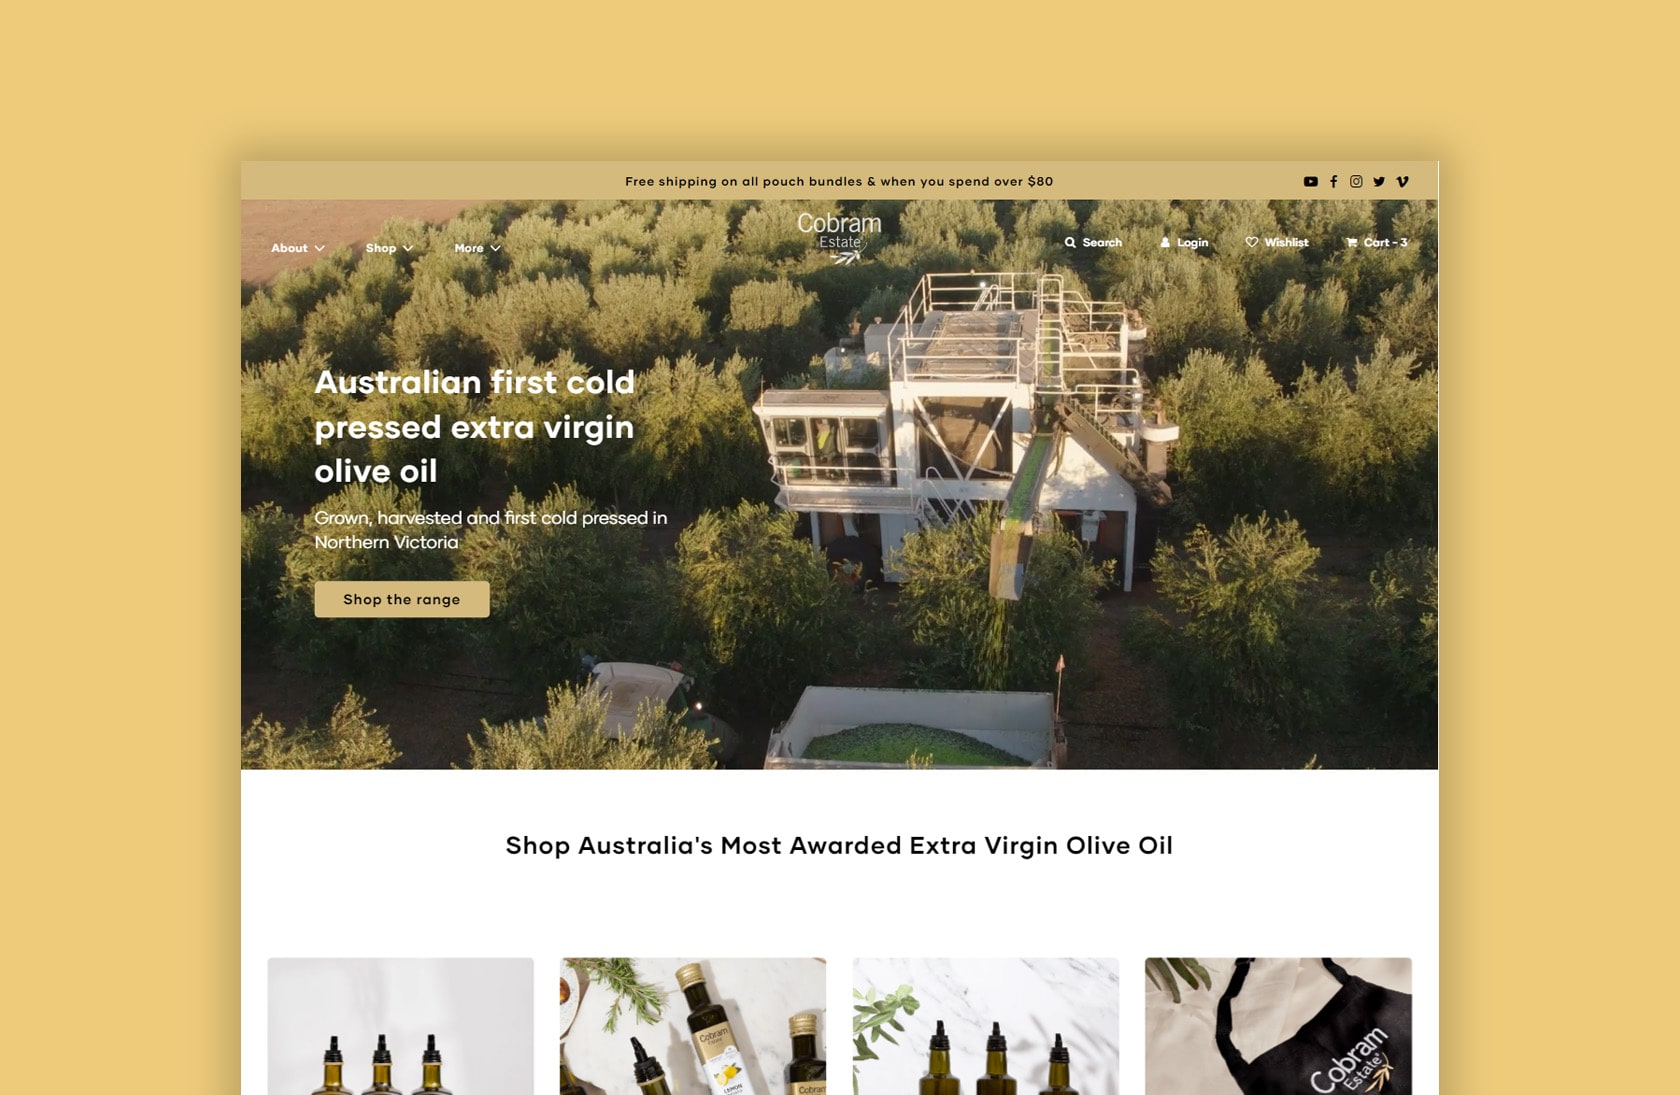 Free shipping on all pouch bundles & when you spend over $80
About
Shop
More
Cobram
Estate
Search
Login
Wishlist
Cart - 3
Australian first cold
pressed extra virgin
olive oil
Grown, harvested and first cold pressed in
Northern Victoria
Shop the range
Shop Australia's Most Awarded Extra Virgin Olive Oil
Cobram
ESTATE
LEMON
Cobram
Cobram
Estate